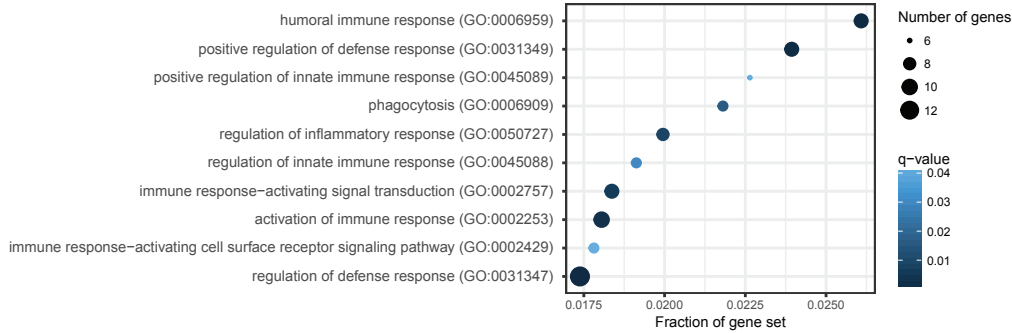 humoral immune response (GO:0006959)
positive regulation of defense response (GO:0031349)
positive regulation of innate immune response (GO:0045089)
phagocytosis (GO:0006909)
regulation of inflammatory response (GO:0050727)
regulation of innate immune response (GO:0045088)
immune response−activating signal transduction (GO:0002757)
activation of immune response (GO:0002253)
immune response−activating cell surface receptor signaling pathway (GO:0002429)
regulation of defense response (GO:0031347)
0.0175 0.0200 0.0225 0.0250
Fraction of gene set
Number of genes
6
8
10
12
q−value
0.04
0.03
0.02
0.01